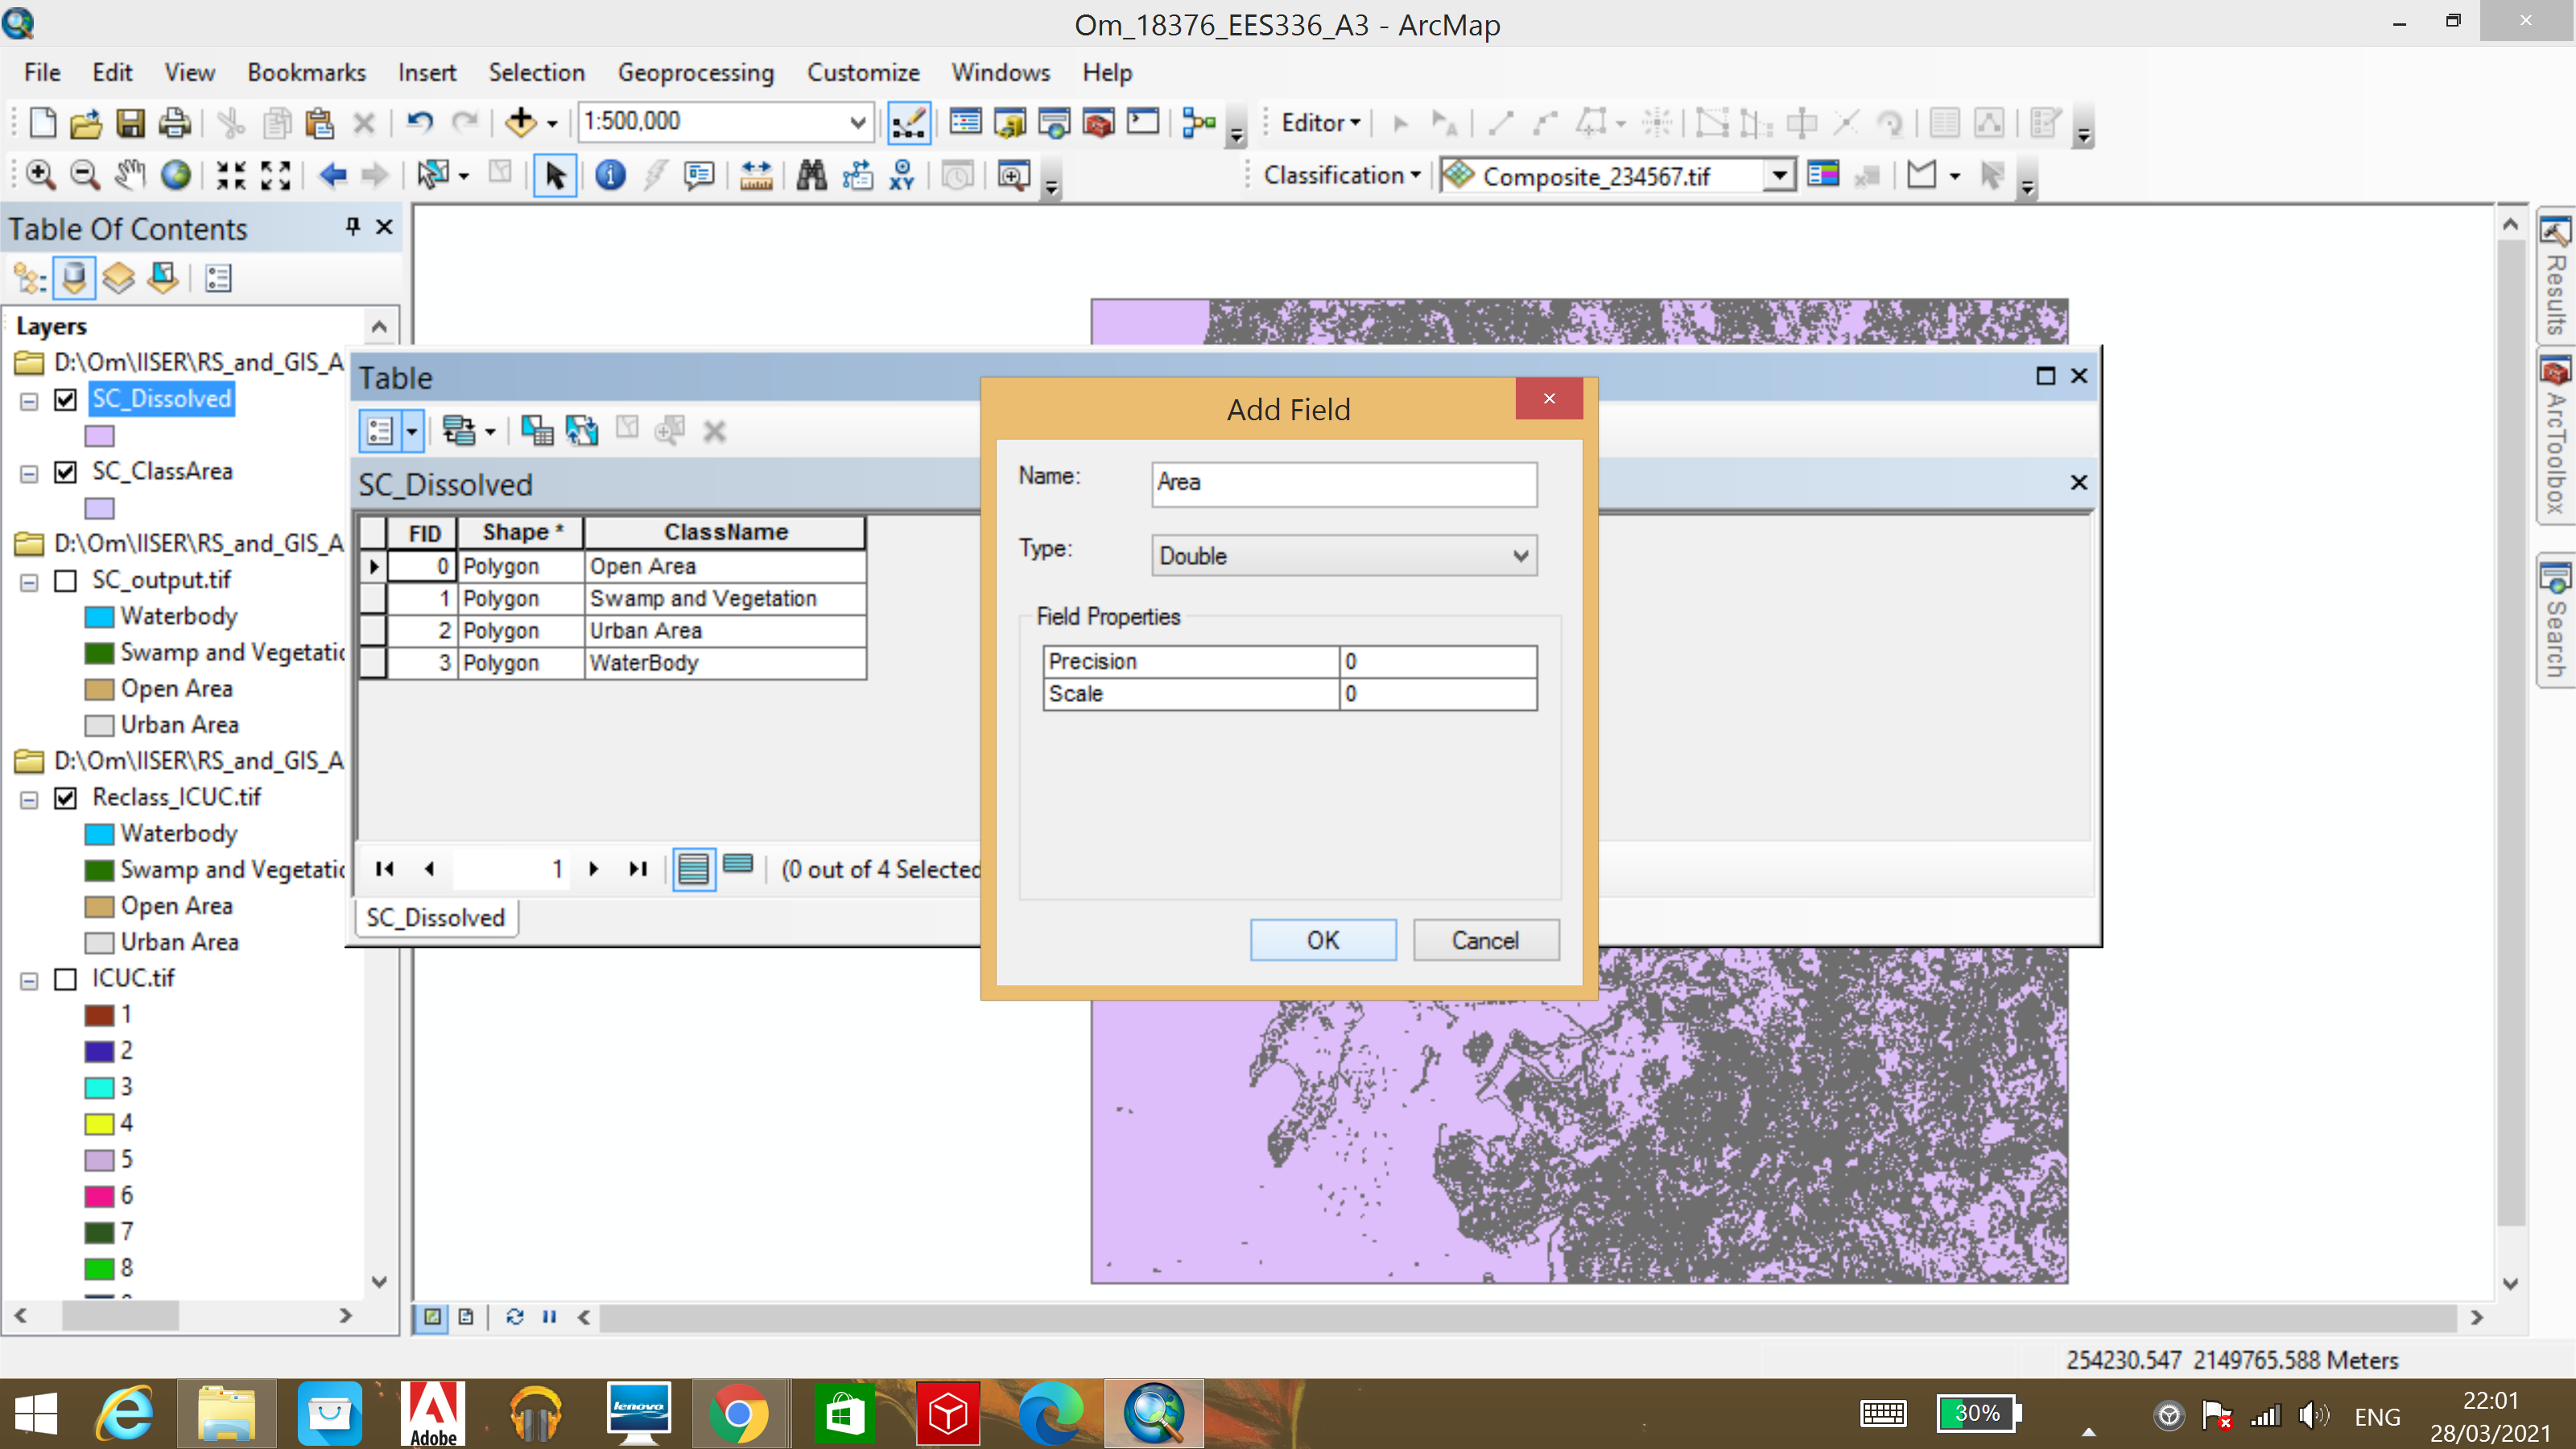 Om_18376_EES336_A3 - ArcMap
File Edit View Bookmarks Insert Selection Geoprocessing Customize Windows Help
1:500,000
Editor
XY
Classification
Composite_234567.tif
Table Of Contents
Layers
D:\Om\IISER\RS_and_GIS_A
SC_Dissolved
SC_ClassArea
D:\Om\IISER\RS_and_GIS_A
SC_output.tif
Waterbody
Swamp and Vegetatio
Open Area
Urban Area
D:\Om\IISER\RS_and_GIS_A
Reclass_ICUC.tif
Waterbody
Swamp and Vegetatio
Open Area
Urban Area
ICUC.tif
1
2
3
4
5
6
7
8
Table
SC_Dissolved
FID Shape * ClassName
0 Polygon Open Area
1 Polygon Swamp and Vegetation
2 Polygon Urban Area
3 Polygon WaterBody
1
(0 out of 4 Selected
SC_Dissolved
Add Field
Name: Area
Type: Double
Field Properties
Precision 0
Scale 0
OK Cancel
Results
ArcToolbox
Search
254230.547 2149765.588 Meters
Adobe
lenovo
30%
ENG
22:01
28/03/2021